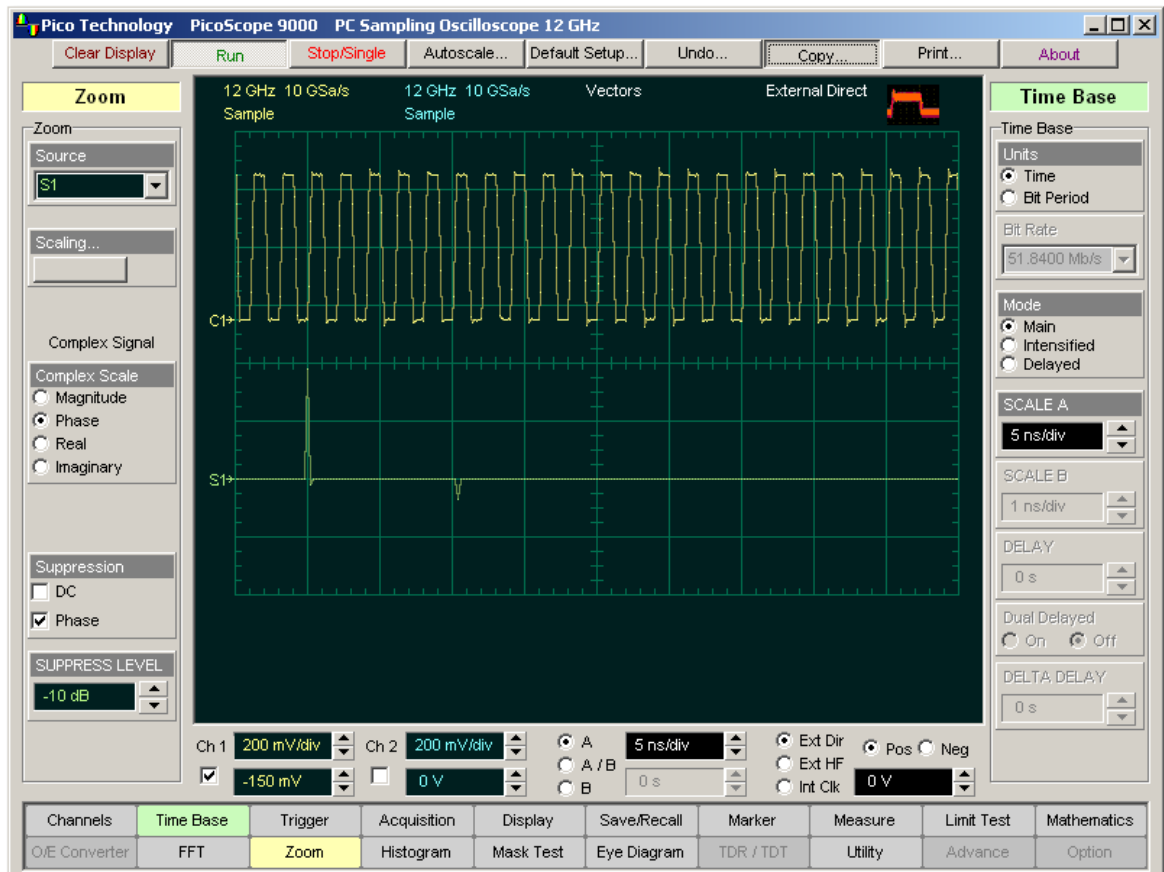 Pico Technology PicoScope 9000 PC Sampling Oscilloscope 12 GHz
Clear Display Run Stop/Single Autoscale... Default Setup... Undo... Copy... Print... About
Zoom
Zoom
Source
S1
Scaling...
Complex Signal
Complex Scale
Magnitude
Phase
Real
Imaginary
Suppression
DC
Phase
SUPPRESS LEVEL
-10 dB
12 GHz 10 GSa/s 12 GHz 10 GSa/s Vectors External Direct
Sample Sample
C1
S1
Time Base
Time Base
Units
Time
Bit Period
Bit Rate
51.8400 Mb/s
Mode
Main
Intensified
Delayed
SCALE A
5 ns/div
SCALE B
1 ns/div
DELAY
0 s
Dual Delayed
On Off
DELTA DELAY
0 s
Ch 1 200 mV/div Ch 2 200 mV/div A 5 ns/div Ext Dir Pos Neg
A / B Ext HF
-150 mV 0 V B 0 s Int Clk 0 V
Channels Time Base Trigger Acquisition Display Save/Recall Marker Measure Limit Test Mathematics
O/E Converter FFT Zoom Histogram Mask Test Eye Diagram TDR / TDT Utility Advance Option